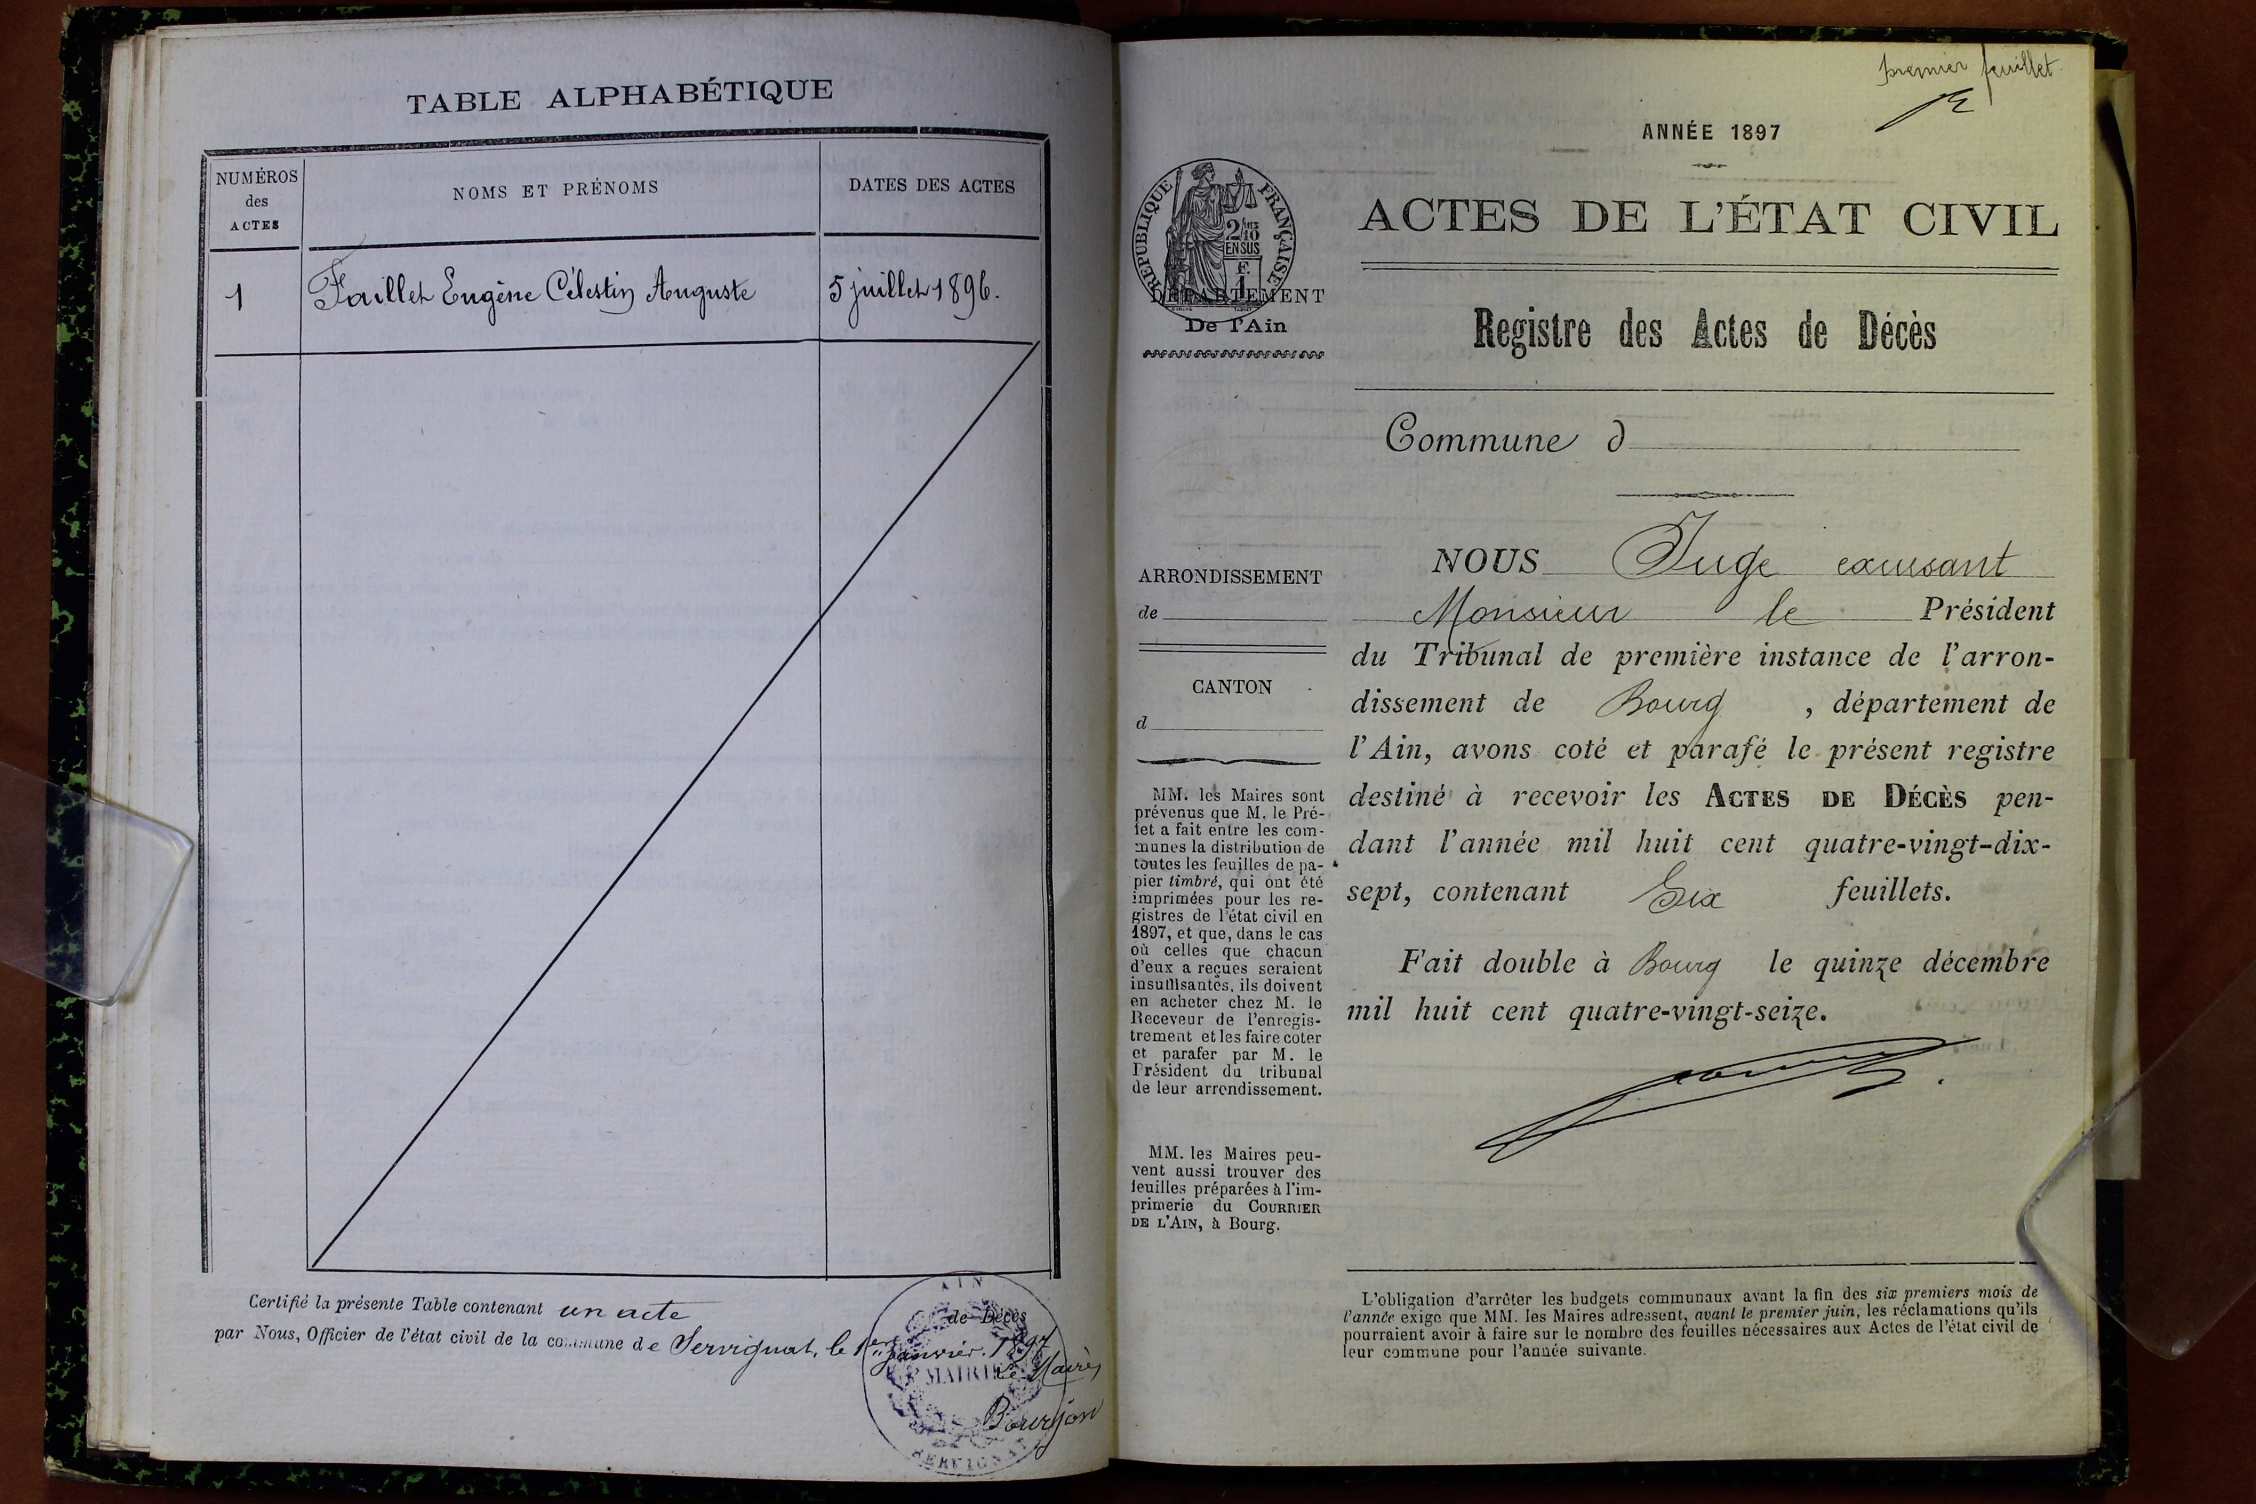 TABLE ALPHABÉTIQUE
NUMÉROS
des
ACTES
NOMS ET PRÉNOMS
DATES DES ACTES
1
Faillet Eugène Célestin Auguste
5 juillet 1896.
Certifié la présente Table contenant un acte de Décès
par Nous, Officier de l'état civil de la commune de Servignat, le 1er janvier 1897
Le Maire,
Bourjon
AIN
MAIRIE
SERVIGNAT
premier feuillet
ANNÉE 1897
RÉPUBLIQUE FRANÇAISE
2/10
EN SUS
F.
1
DÉPARTEMENT
De l'Ain
ACTES DE L'ÉTAT CIVIL
Registre des Actes de Décès
Commune d
ARRONDISSEMENT
de
CANTON
d
MM. les Maires sont
prévenus que M. le Pré-
fet a fait entre les com-
munes la distribution de
toutes les feuilles de pa-
pier timbré, qui ont été
imprimées pour les re-
gistres de l'état civil en
1897, et que, dans le cas
où celles que chacun
d'eux a reçues seraient
insuffisantes, ils doivent
en acheter chez M. le
Receveur de l'enregis-
trement et les faire coter
et parafer par M. le
Président du tribunal
de leur arrondissement.
MM. les Maires peu-
vent aussi trouver des
feuilles préparées à l'im-
primerie du COURRIER
DE L'AIN, à Bourg.
NOUS Juge excusant
Monsieur le Président
du Tribunal de première instance de l'arron-
dissement de Bourg, département de
l'Ain, avons coté et parafé le présent registre
destiné à recevoir les ACTES DE DÉCÈS pen-
dant l'année mil huit cent quatre-vingt-dix-
sept, contenant Six feuillets.
Fait double à Bourg le quinze décembre
mil huit cent quatre-vingt-seize.
L'obligation d'arrêter les budgets communaux avant la fin des six premiers mois de
l'année exige que MM. les Maires adressent, avant le premier juin, les réclamations qu'ils
pourraient avoir à faire sur le nombre des feuilles nécessaires aux Actes de l'état civil de
leur commune pour l'année suivante.